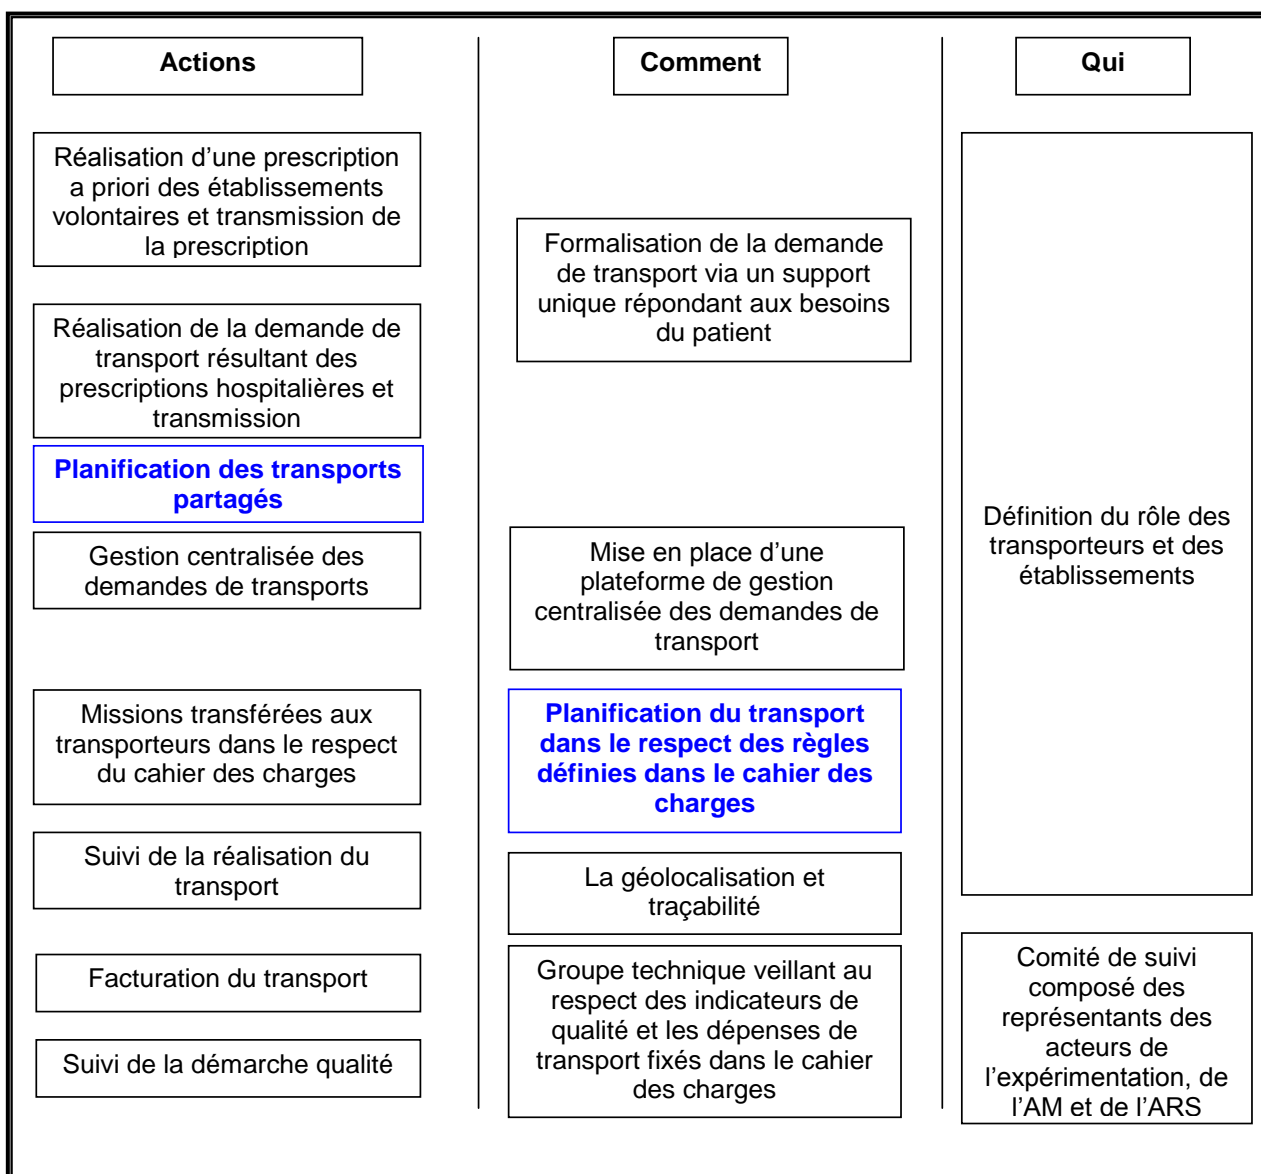 Actions
Réalisation d’une prescription
a priori des établissements
volontaires et transmission de
la prescription
Réalisation de la demande de
transport résultant des
prescriptions hospitalières et
transmission
Planification des transports
partagés
Gestion centralisée des
demandes de transports
Missions transférées aux
transporteurs dans le respect
du cahier des charges
Suivi de la réalisation du
transport
Facturation du transport
Suivi de la démarche qualité
Comment
Formalisation de la demande
de transport via un support
unique répondant aux besoins
du patient
Mise en place d’une
plateforme de gestion
centralisée des demandes de
transport
Planification du transport
dans le respect des règles
définies dans le cahier des
charges
La géolocalisation et
traçabilité
Groupe technique veillant au
respect des indicateurs de
qualité et les dépenses de
transport fixés dans le cahier
des charges
Qui
Définition du rôle des
transporteurs et des
établissements
Comité de suivi
composé des
représentants des
acteurs de
l’expérimentation, de
l’AM et de l’ARS